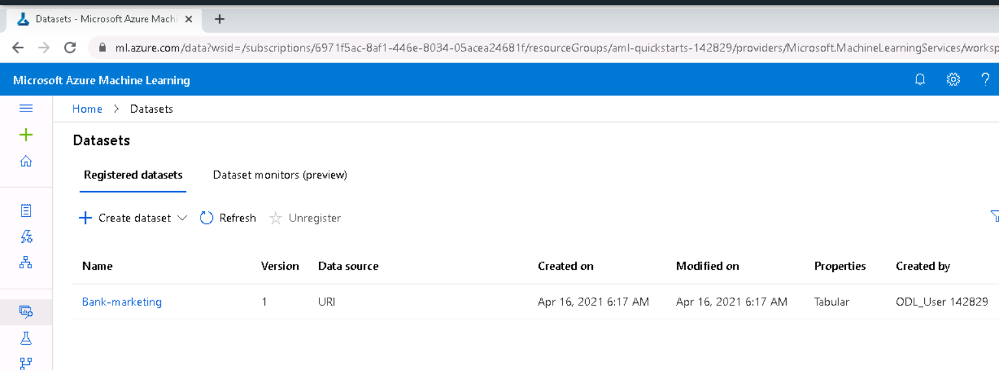 Datasets - Microsoft Azure Machi
ml.azure.com/data?wsid=/subscriptions/6971f5ac-8af1-446e-8034-05acea24681f/resourceGroups/aml-quickstarts-142829/providers/Microsoft.MachineLearningServices/worksp
Microsoft Azure Machine Learning
Home > Datasets
Datasets
Registered datasets Dataset monitors (preview)
Create dataset Refresh Unregister
Name Version Data source Created on Modified on Properties Created by
Bank-marketing 1 URI Apr 16, 2021 6:17 AM Apr 16, 2021 6:17 AM Tabular ODL_User 142829